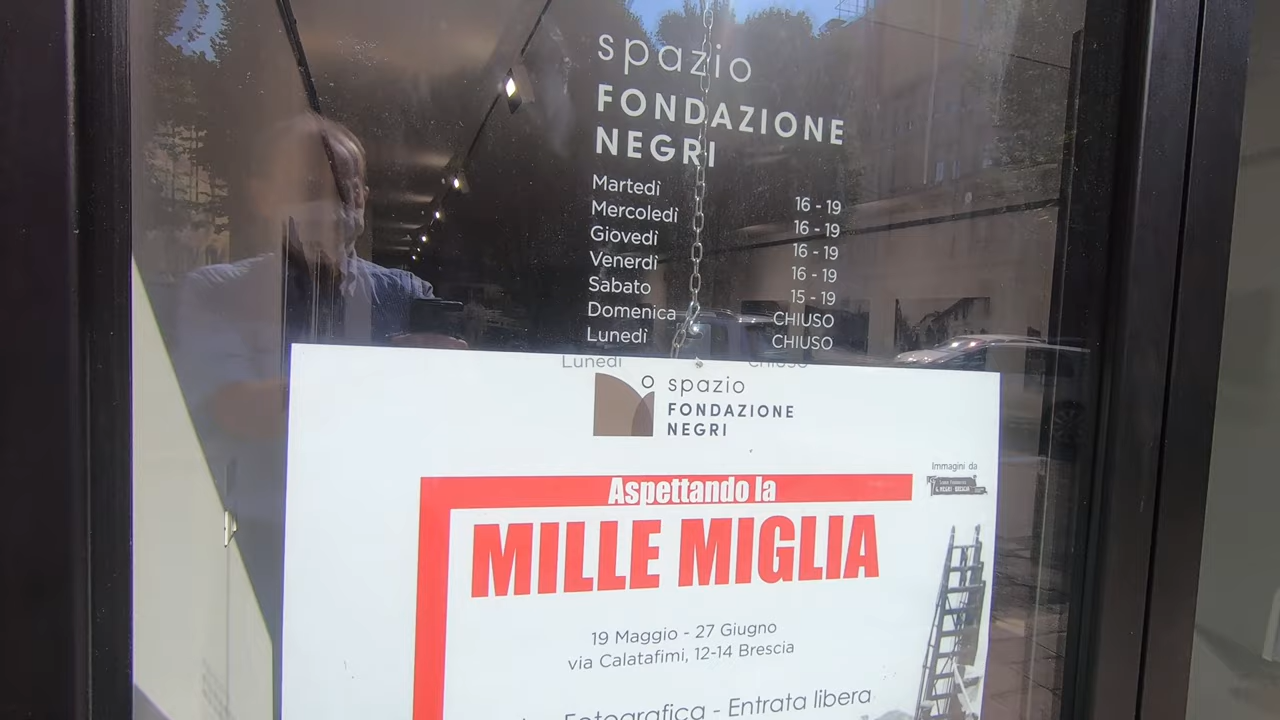 spazio
FONDAZIONE
NEGRI
Martedì 16 - 19
Mercoledì 16 - 19
Giovedì 16 - 19
Venerdì 16 - 19
Sabato 15 - 19
Domenica CHIUSO
Lunedì CHIUSO
Lunedì CHIUSO
spazio
FONDAZIONE
NEGRI
Immagini da
Aspettando la
MILLE MIGLIA
19 Maggio - 27 Giugno
via Calatafimi, 12-14 Brescia
Fotografica - Entrata libera